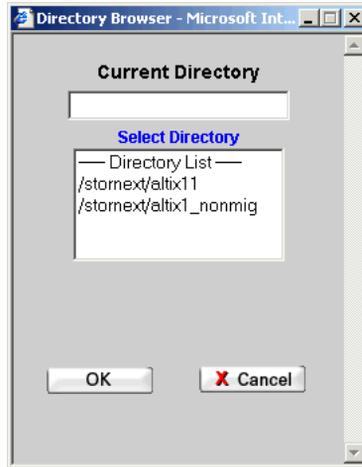 Directory Browser - Microsoft Int...
Current Directory
Select Directory
---- Directory List ----
/stornext/altix11
/stornext/altix1_nonmig
OK
X Cancel